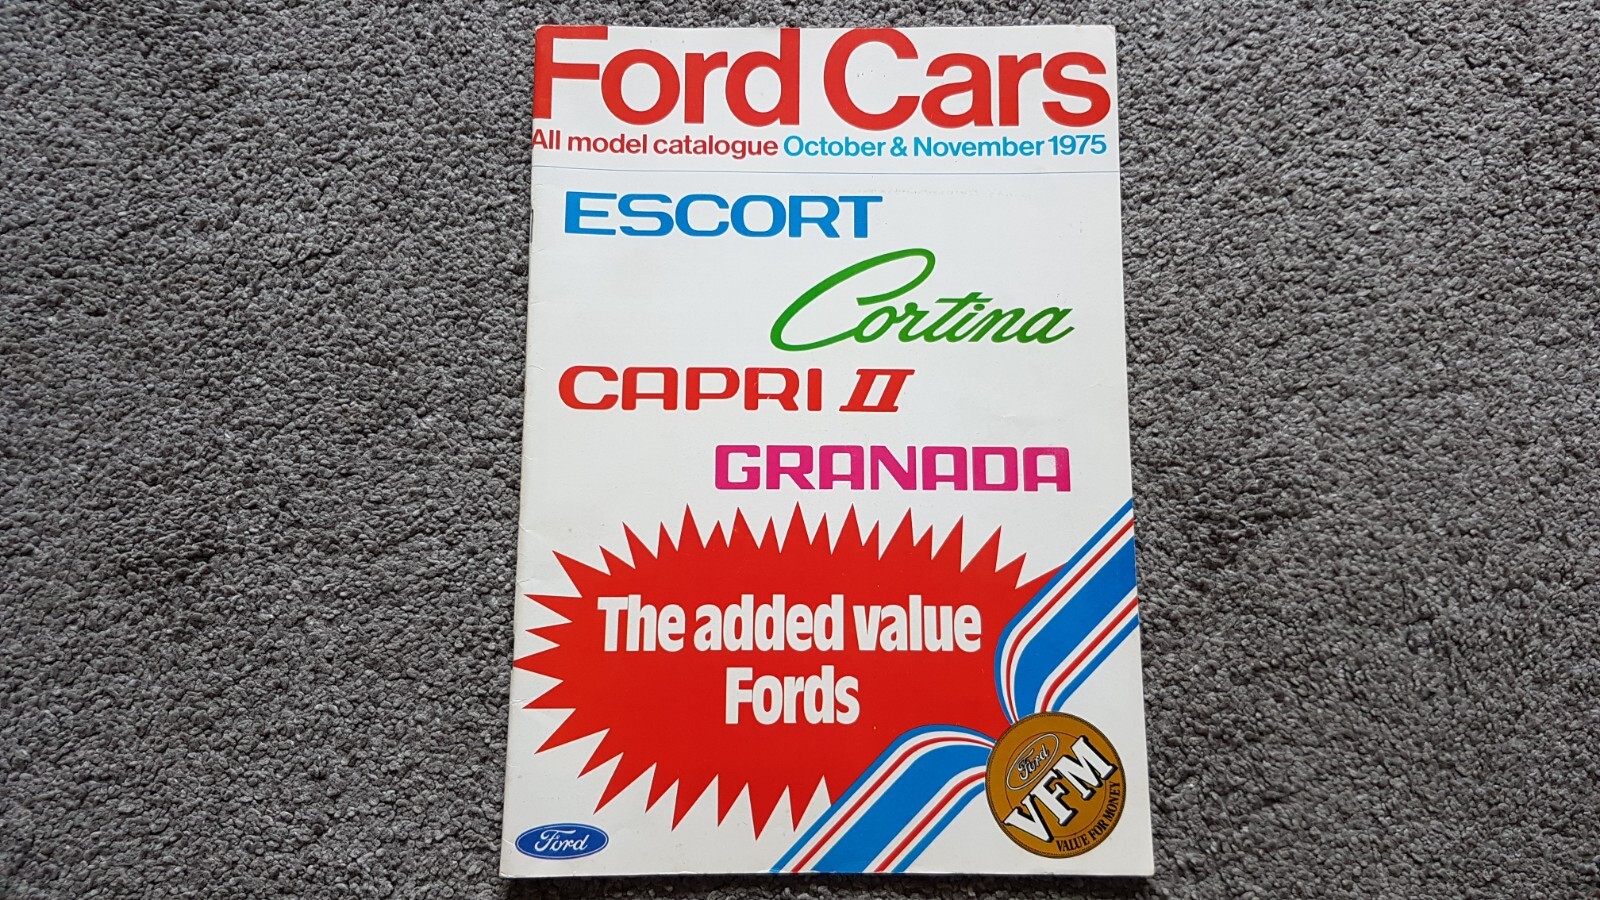 Ford Cars
All model catalogue October & November 1975
ESCORT
Cortina
CAPRI II
GRANADA
The added value
Fords
Ford
VFM
VALUE FOR MONEY
Ford